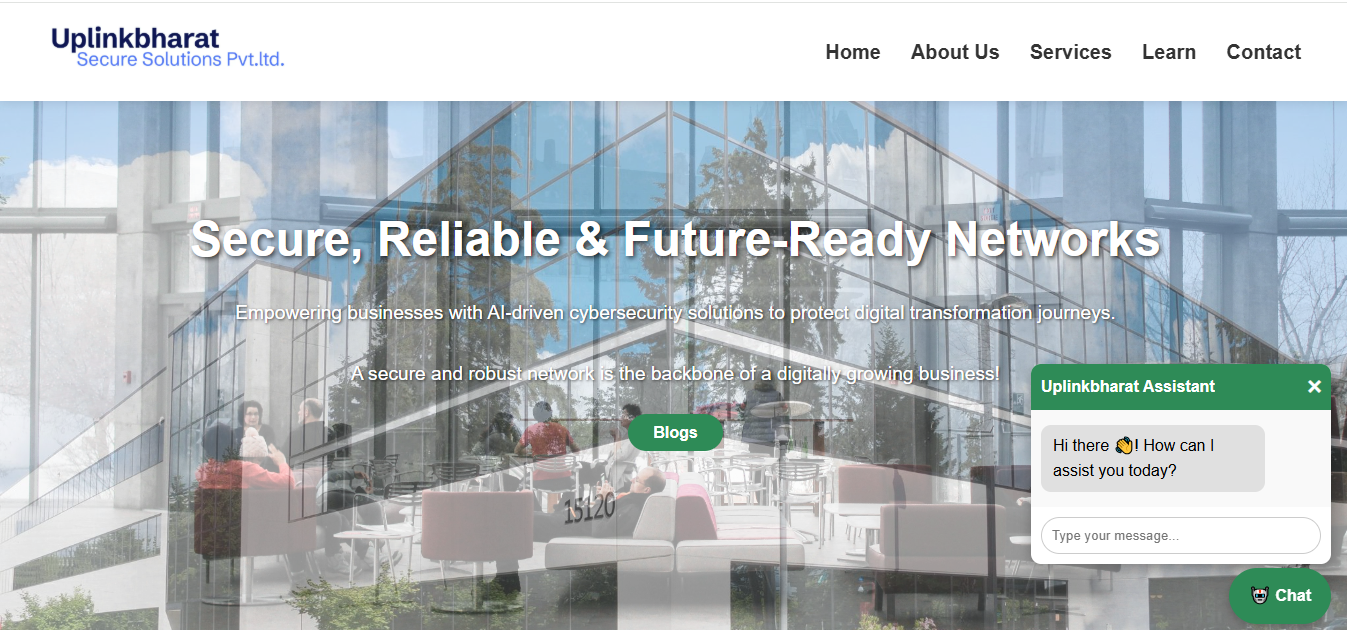 Uplinkbharat
Secure Solutions Pvt.ltd.
Home About Us Services Learn Contact
Secure, Reliable & Future-Ready Networks
Empowering businesses with AI-driven cybersecurity solutions to protect digital transformation journeys.
A secure and robust network is the backbone of a digitally growing business!
Blogs
15120
Uplinkbharat Assistant ×
Hi there 👏! How can I
assist you today?
Type your message...
Chat